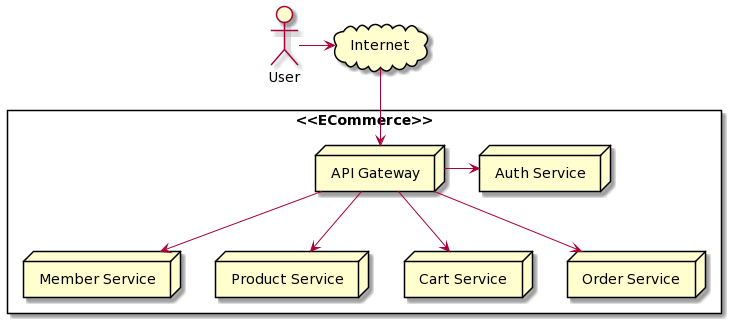 Internet
User
<<ECommerce>>
API Gateway
Auth Service
Member Service
Product Service
Cart Service
Order Service